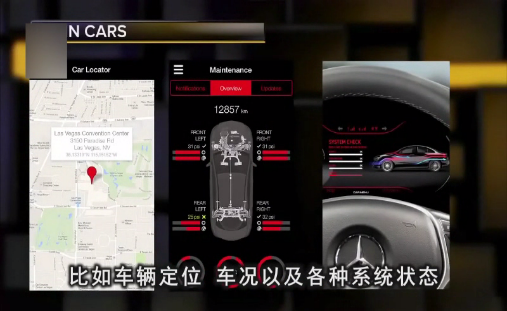 N CARS
Car Locator
Las Vegas Convention Center
3150 Paradise Rd
Las Vegas, NV
Maintenance
Notifications
Overview
Updates
12857 km
FRONT LEFT
31 psi
FRONT RIGHT
31 psi
REAR LEFT
25 psi
REAR RIGHT
32 psi
SYSTEM CHECK
比如车辆定位 车况以及各种系统状态